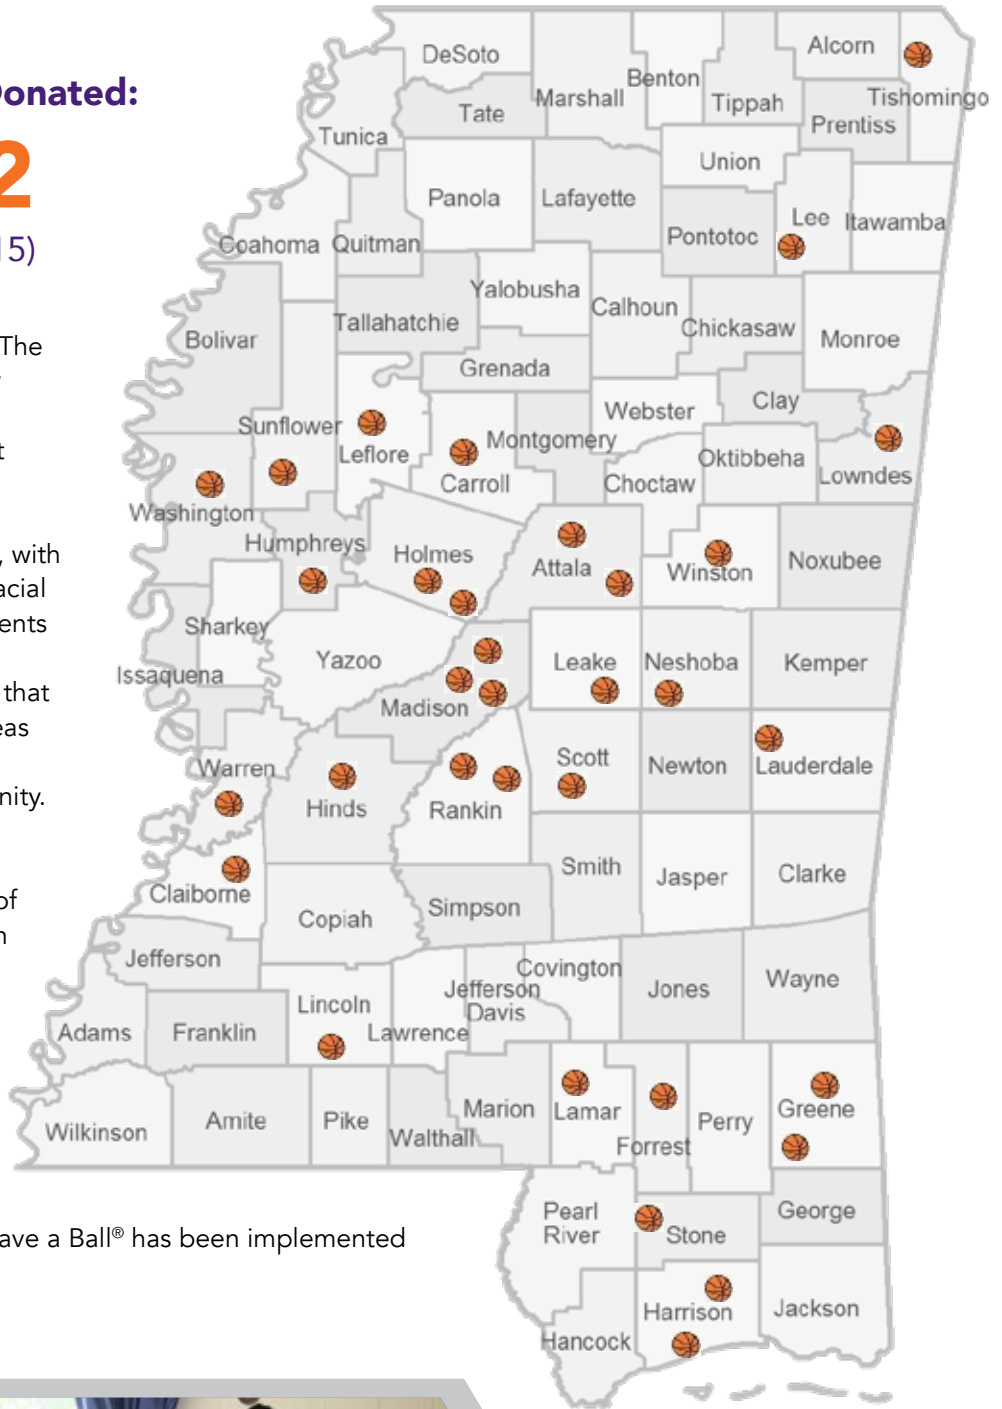 Donated:
2
15)
The
t
, with
acial
ents
that
eas
nity.
of
n
ave a Ball® has been implemented
DeSoto
Alcorn
Benton
Marshall
Tippah
Tishomingo
Tate
Prentiss
Tunica
Union
Panola
Lafayette
Lee
Itawamba
Pontotoc
Coahoma
Quitman
Yalobusha
Calhoun
Tallahatchie
Chickasaw
Bolivar
Monroe
Grenada
Clay
Webster
Sunflower
Montgomery
Leflore
Oktibbeha
Carroll
Choctaw
Lowndes
Washington
Humphreys
Holmes
Attala
Winston
Noxubee
Sharkey
Yazoo
Leake
Neshoba
Kemper
Issaquena
Madison
Scott
Newton
Lauderdale
Warren
Hinds
Rankin
Smith
Jasper
Clarke
Claiborne
Simpson
Copiah
Jefferson
Covington
Wayne
Jefferson
Davis
Jones
Lincoln
Adams
Franklin
Lawrence
Marion
Lamar
Greene
Wilkinson
Amite
Pike
Walthall
Perry
Forrest
Pearl
River
George
Stone
Harrison
Jackson
Hancock